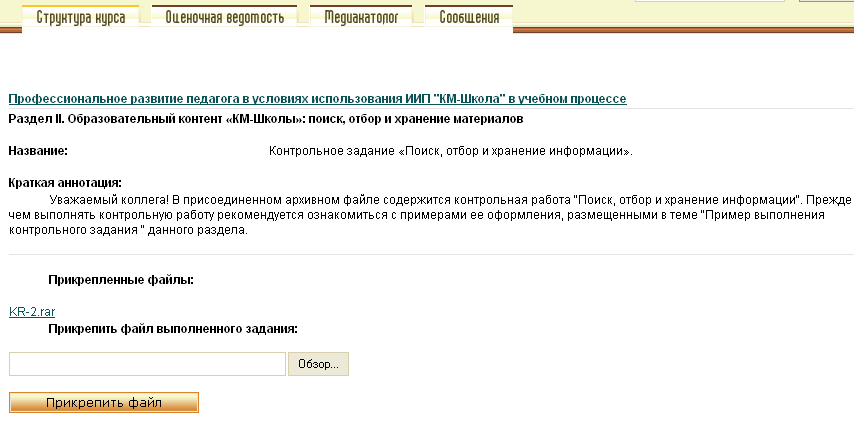 Структура курса Оценочная ведомость Медиакатолог Сообщения
Профессиональное развитие педагога в условиях использования ИИП "КМ-Школа" в учебном процессе
Раздел II. Образовательный контент «КМ-Школы»: поиск, отбор и хранение материалов
Название: Контрольное задание «Поиск, отбор и хранение информации».
Краткая аннотация:
Уважаемый коллега! В присоединенном архивном файле содержится контрольная работа "Поиск, отбор и хранение информации". Прежде
чем выполнять контрольную работу рекомендуется ознакомиться с примерами ее оформления, размещенными в теме "Пример выполнения
контрольного задания " данного раздела.
Прикрепленные файлы:
KR-2.rar
Прикрепить файл выполненного задания:
Обзор...
Прикрепить файл